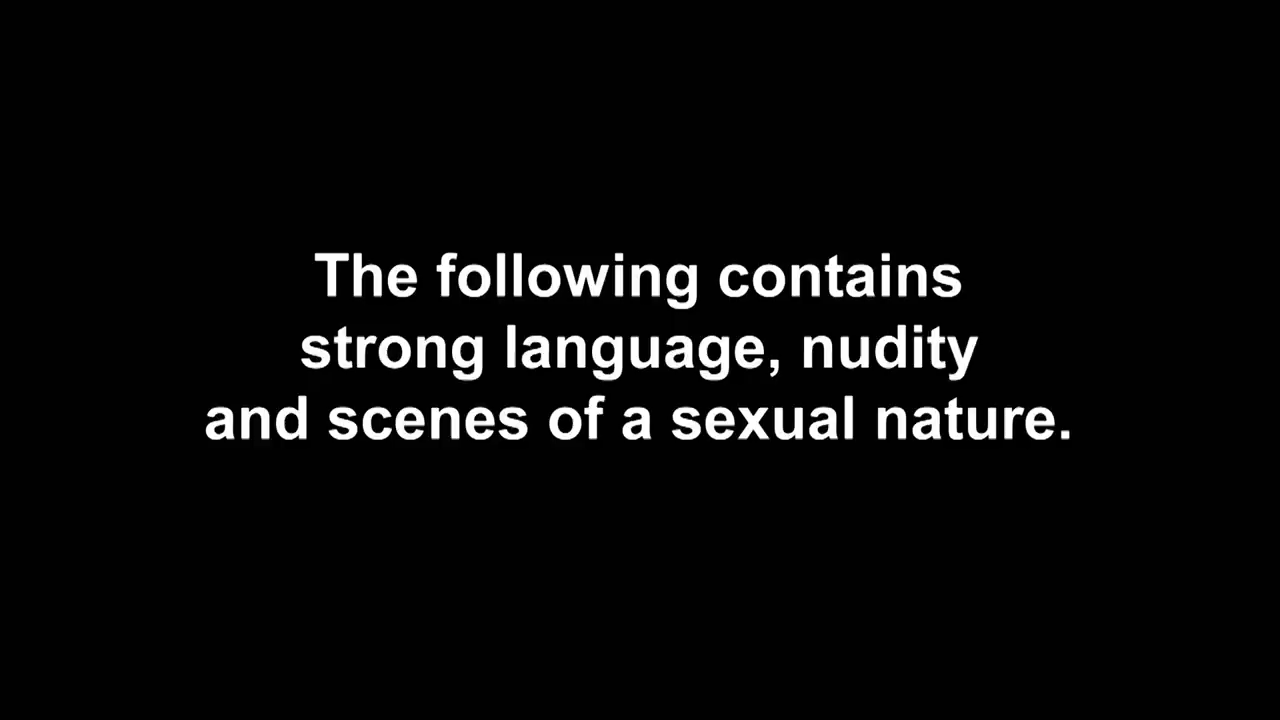 The following contains
strong language, nudity
and scenes of a sexual nature.